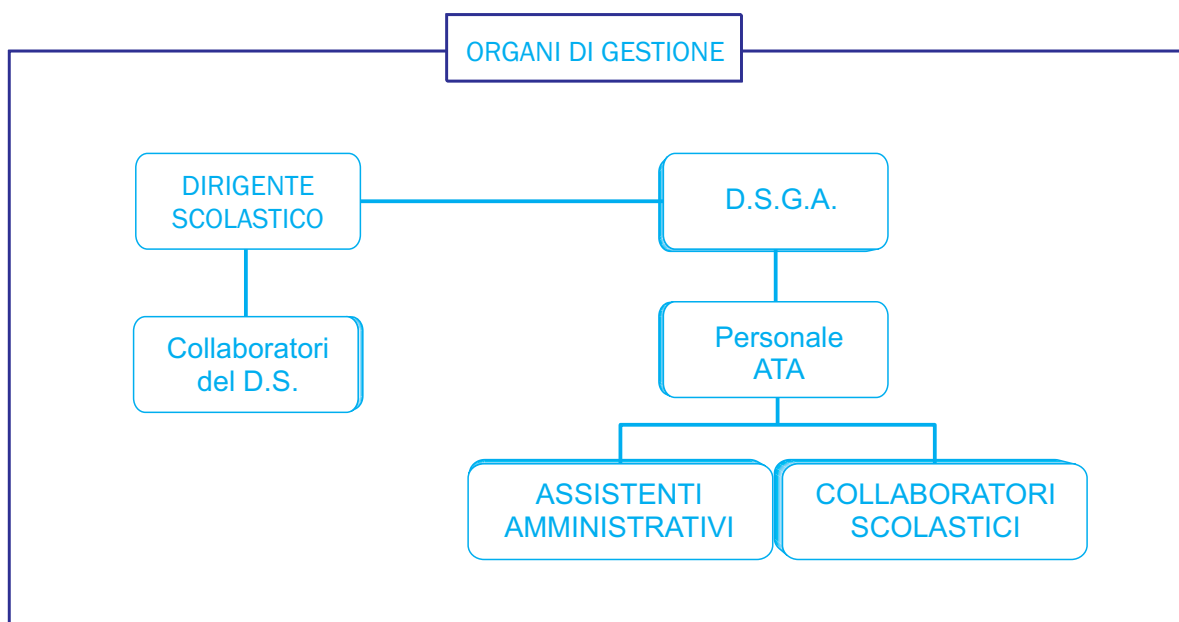 ORGANI DI GESTIONE
DIRIGENTE
SCOLASTICO
D.S.G.A.
Collaboratori
del D.S.
Personale
ATA
ASSISTENTI
AMMINISTRATIVI
COLLABORATORI
SCOLASTICI